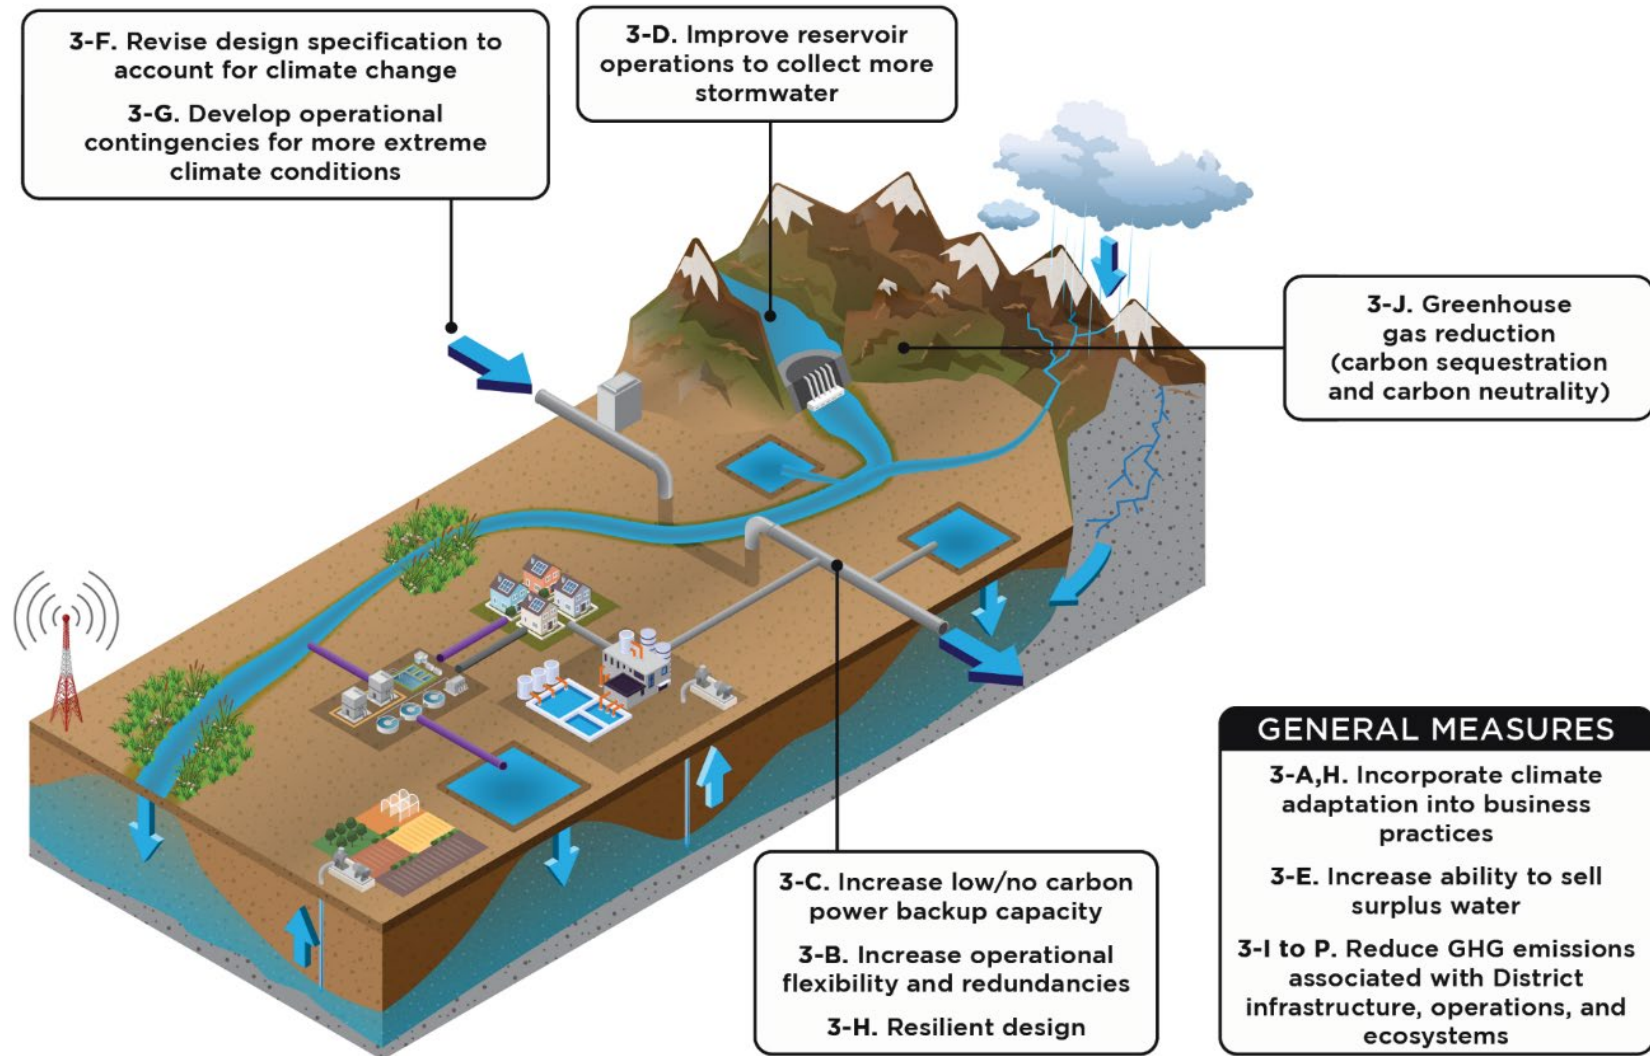 3-F. Revise design specification to
account for climate change
3-G. Develop operational
contingencies for more extreme
climate conditions
3-D. Improve reservoir
operations to collect more
stormwater
3-J. Greenhouse
gas reduction
(carbon sequestration
and carbon neutrality)
3-C. Increase low/no carbon
power backup capacity
3-B. Increase operational
flexibility and redundancies
3-H. Resilient design
GENERAL MEASURES
3-A,H. Incorporate climate
adaptation into business
practices
3-E. Increase ability to sell
surplus water
3-I to P. Reduce GHG emissions
associated with District
infrastructure, operations, and
ecosystems